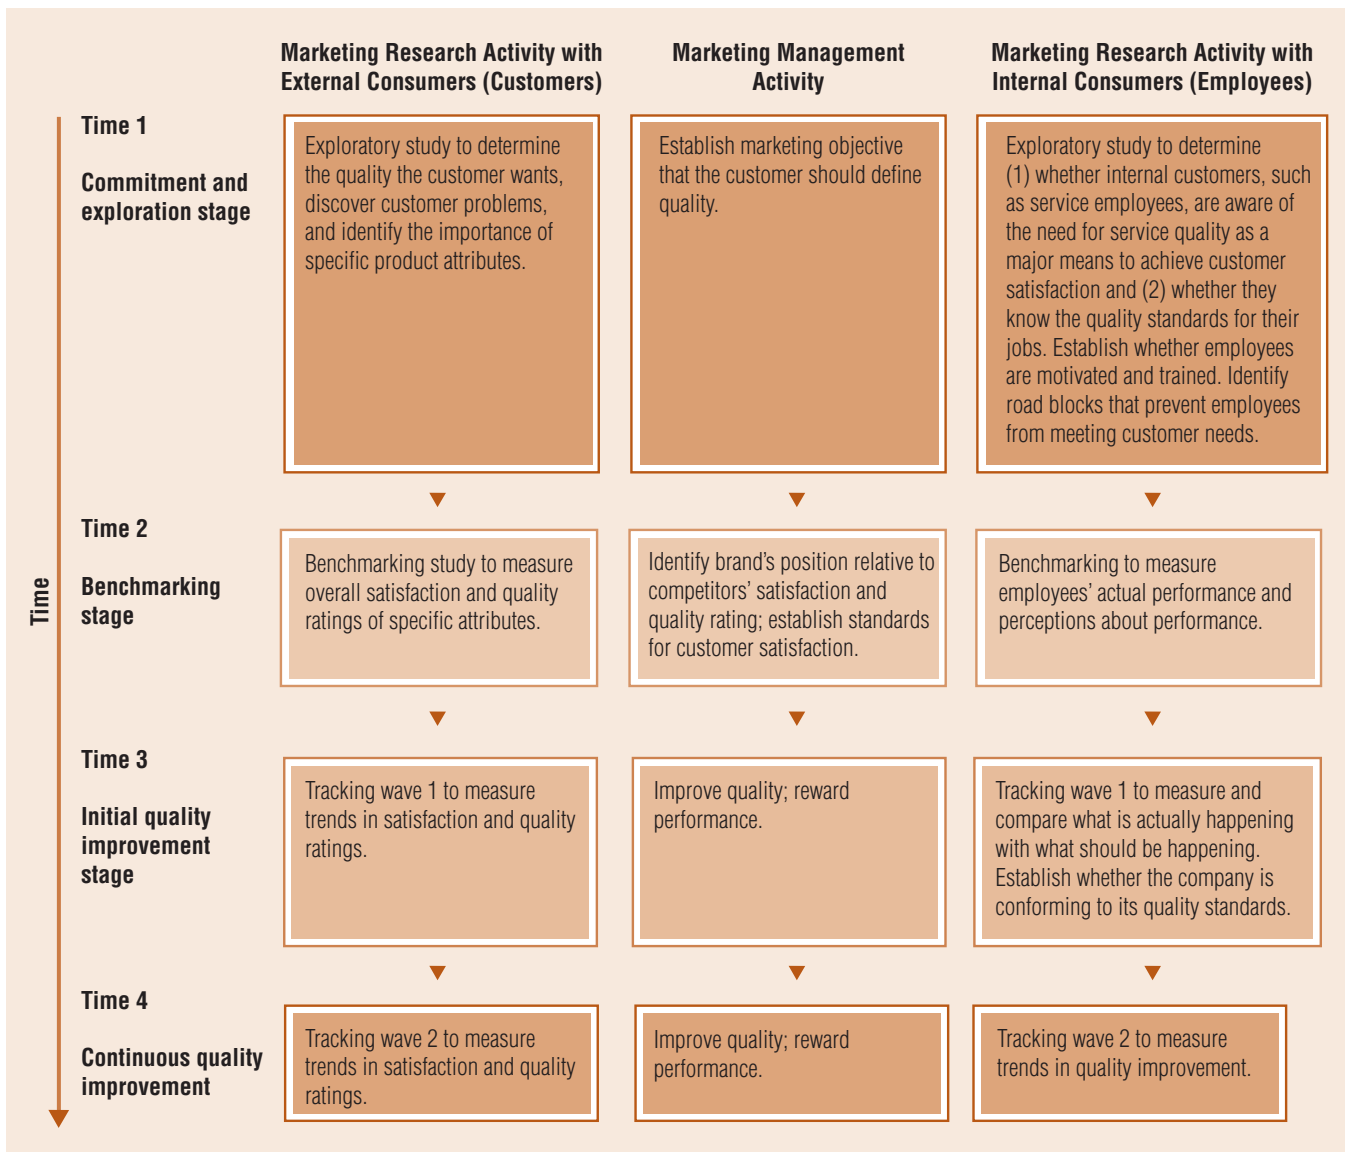 Marketing Research Activity with
External Consumers (Customers)
Marketing Management
Activity
Marketing Research Activity with
Internal Consumers (Employees)
Time
Time 1
Commitment and
exploration stage
Exploratory study to determine
the quality the customer wants,
discover customer problems,
and identify the importance of
specific product attributes.
Establish marketing objective
that the customer should define
quality.
Exploratory study to determine
(1) whether internal customers, such
as service employees, are aware of
the need for service quality as a
major means to achieve customer
satisfaction and (2) whether they
know the quality standards for their
jobs. Establish whether employees
are motivated and trained. Identify
road blocks that prevent employees
from meeting customer needs.
Time 2
Benchmarking
stage
Benchmarking study to measure
overall satisfaction and quality
ratings of specific attributes.
Identify brand’s position relative to
competitors’ satisfaction and
quality rating; establish standards
for customer satisfaction.
Benchmarking to measure
employees’ actual performance and
perceptions about performance.
Time 3
Initial quality
improvement
stage
Tracking wave 1 to measure
trends in satisfaction and quality
ratings.
Improve quality; reward
performance.
Tracking wave 1 to measure and
compare what is actually happening
with what should be happening.
Establish whether the company is
conforming to its quality standards.
Time 4
Continuous quality
improvement
Tracking wave 2 to measure
trends in satisfaction and quality
ratings.
Improve quality; reward
performance.
Tracking wave 2 to measure
trends in quality improvement.